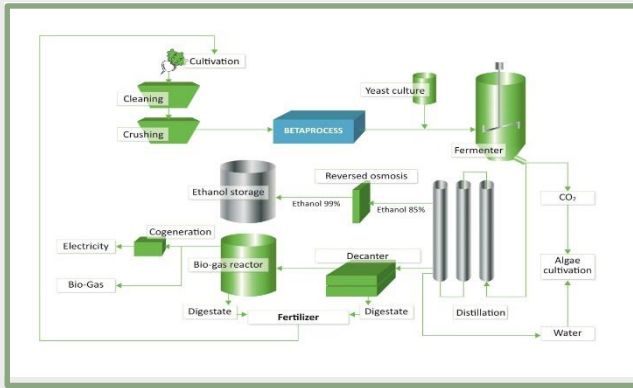 Cultivation
Cleaning
Crushing
BETAPROCESS
Yeast culture
Fermenter
Reversed osmosis
Ethanol storage
Ethanol 99%
Ethanol 85%
CO₂
Cogeneration
Electricity
Bio-gas reactor
Decanter
Algae
cultivation
Bio-Gas
Digestate
Fertilizer
Digestate
Distillation
Water